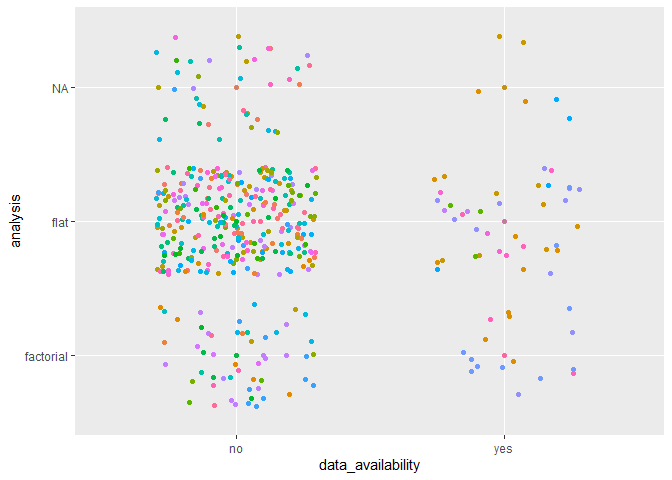 NA
flat
factorial
analysis
no
yes
data_availability